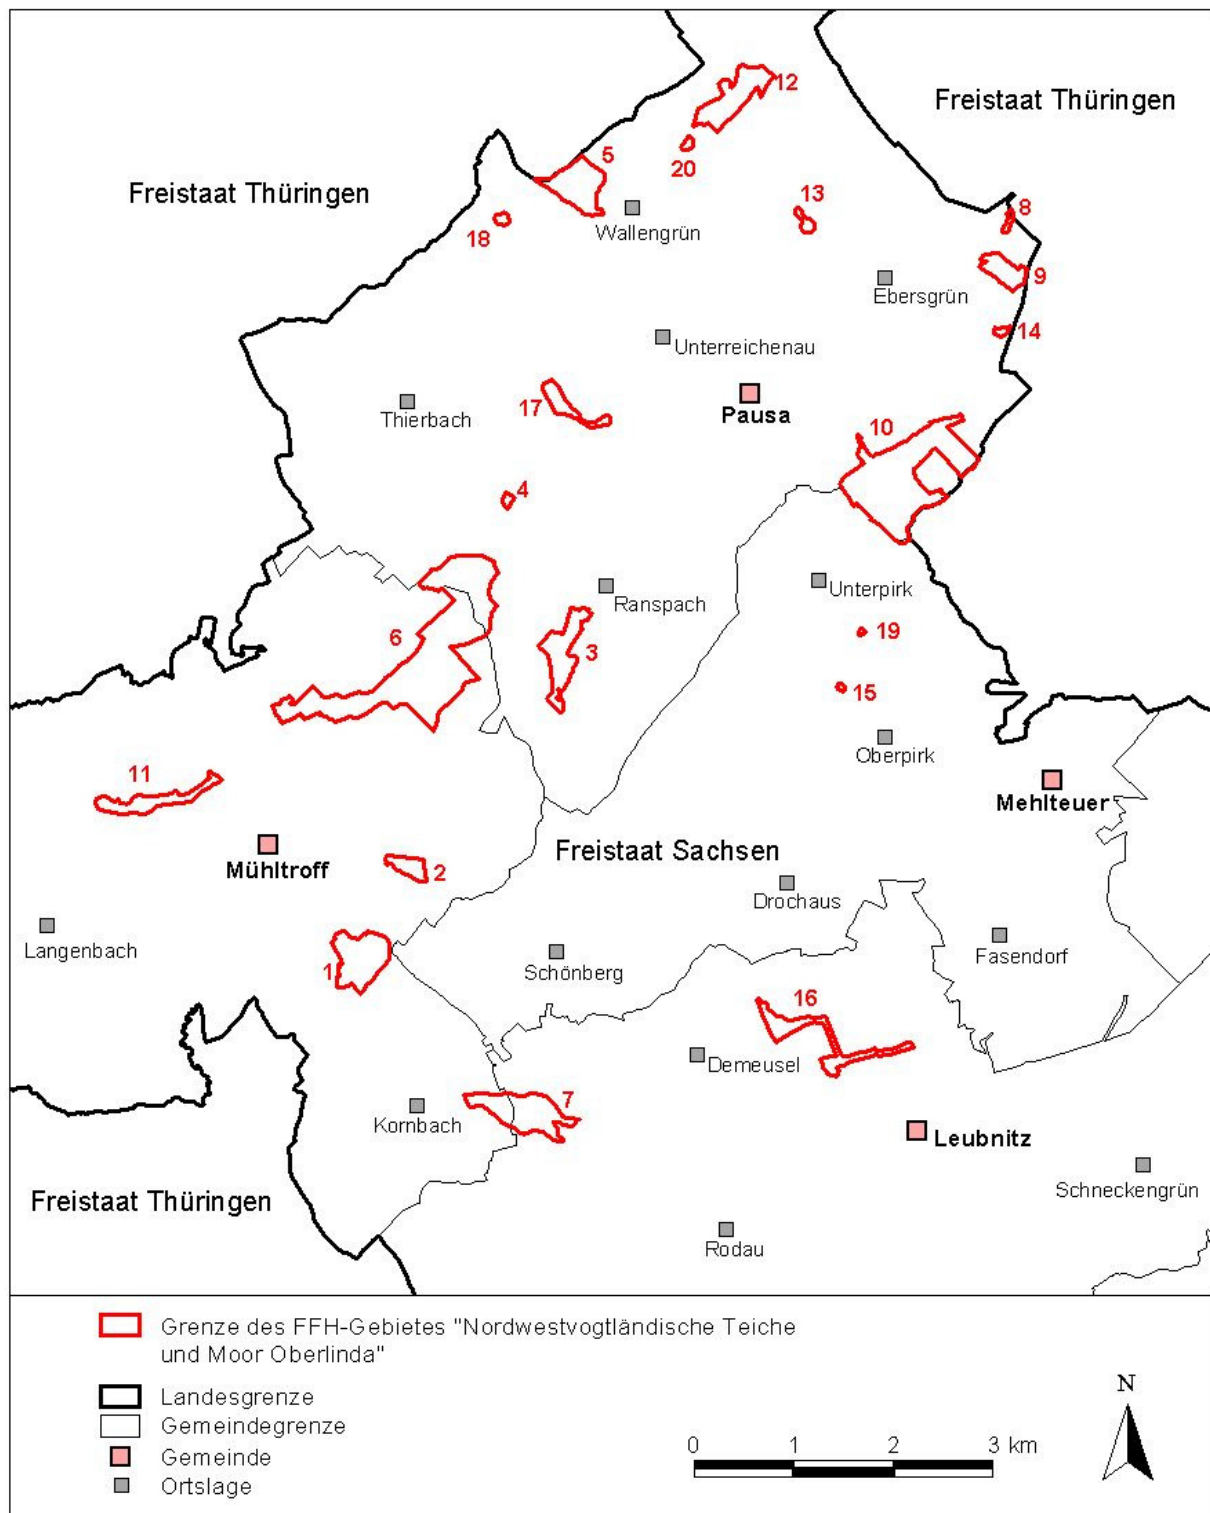 12
Freistaat Thüringen
5
20
Freistaat Thüringen
13
8
18
Wallengrün
9
Ebersgrün
14
Unterreichenau
17
Thierbach
Pausa
10
4
Unterpirk
Ranspach
19
6
3
15
Oberpirk
11
Mehlteuer
Freistaat Sachsen
Mühltroff
2
Drochaus
Langenbach
Schönberg
Fasendorf
1
16
Demeusel
7
Kornbach
Leubnitz
Freistaat Thüringen
Schneckengrün
Rodau
Grenze des FFH-Gebietes "Nordwestvogtländische Teiche
und Moor Oberlinda"
Landesgrenze
Gemeindegrenze
Gemeinde
Ortslage
0 1 2 3 km
N